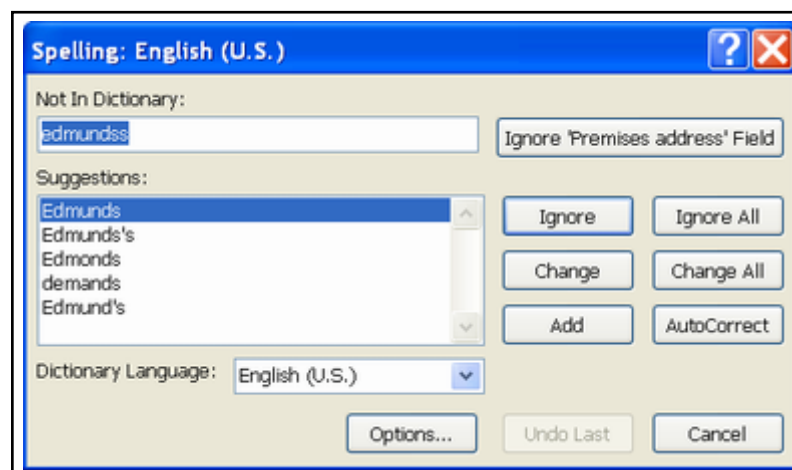 Spelling: English (U.S.)
Not In Dictionary:
edmundss
Ignore 'Premises address' Field
Suggestions:
Edmunds
Edmunds's
Edmonds
demands
Edmund's
Ignore
Ignore All
Change
Change All
Add
AutoCorrect
Dictionary Language:
English (U.S.)
Options...
Undo Last
Cancel